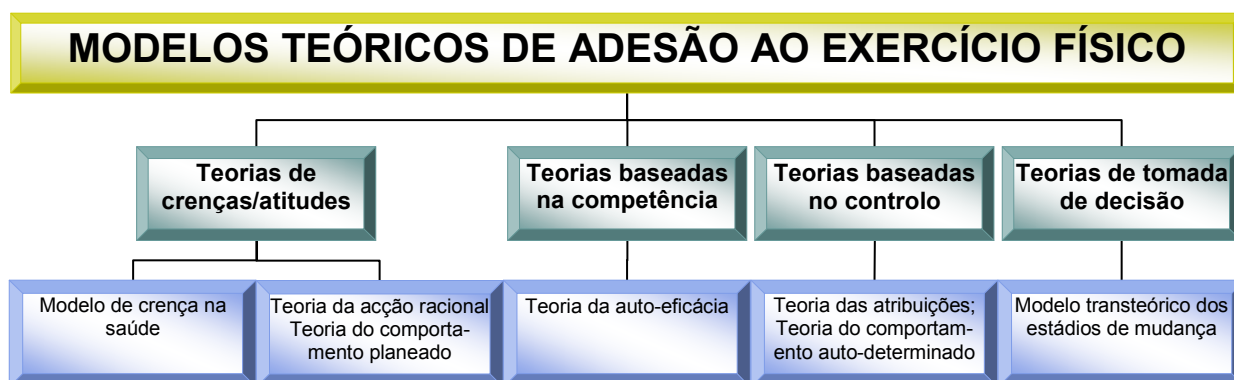 MODELOS TEÓRICOS DE ADESÃO AO EXERCÍCIO FÍSICO
Teorias de
crenças/atitudes
Teorias baseadas
na competência
Teorias baseadas
no controlo
Teorias de tomada
de decisão
Modelo de crença na
saúde
Teoria da acção racional
Teoria do comporta-
mento planeado
Teoria da auto-eficácia
Teoria das atribuições;
Teoria do comportam-
ento auto-determinado
Modelo transteórico dos
estádios de mudança